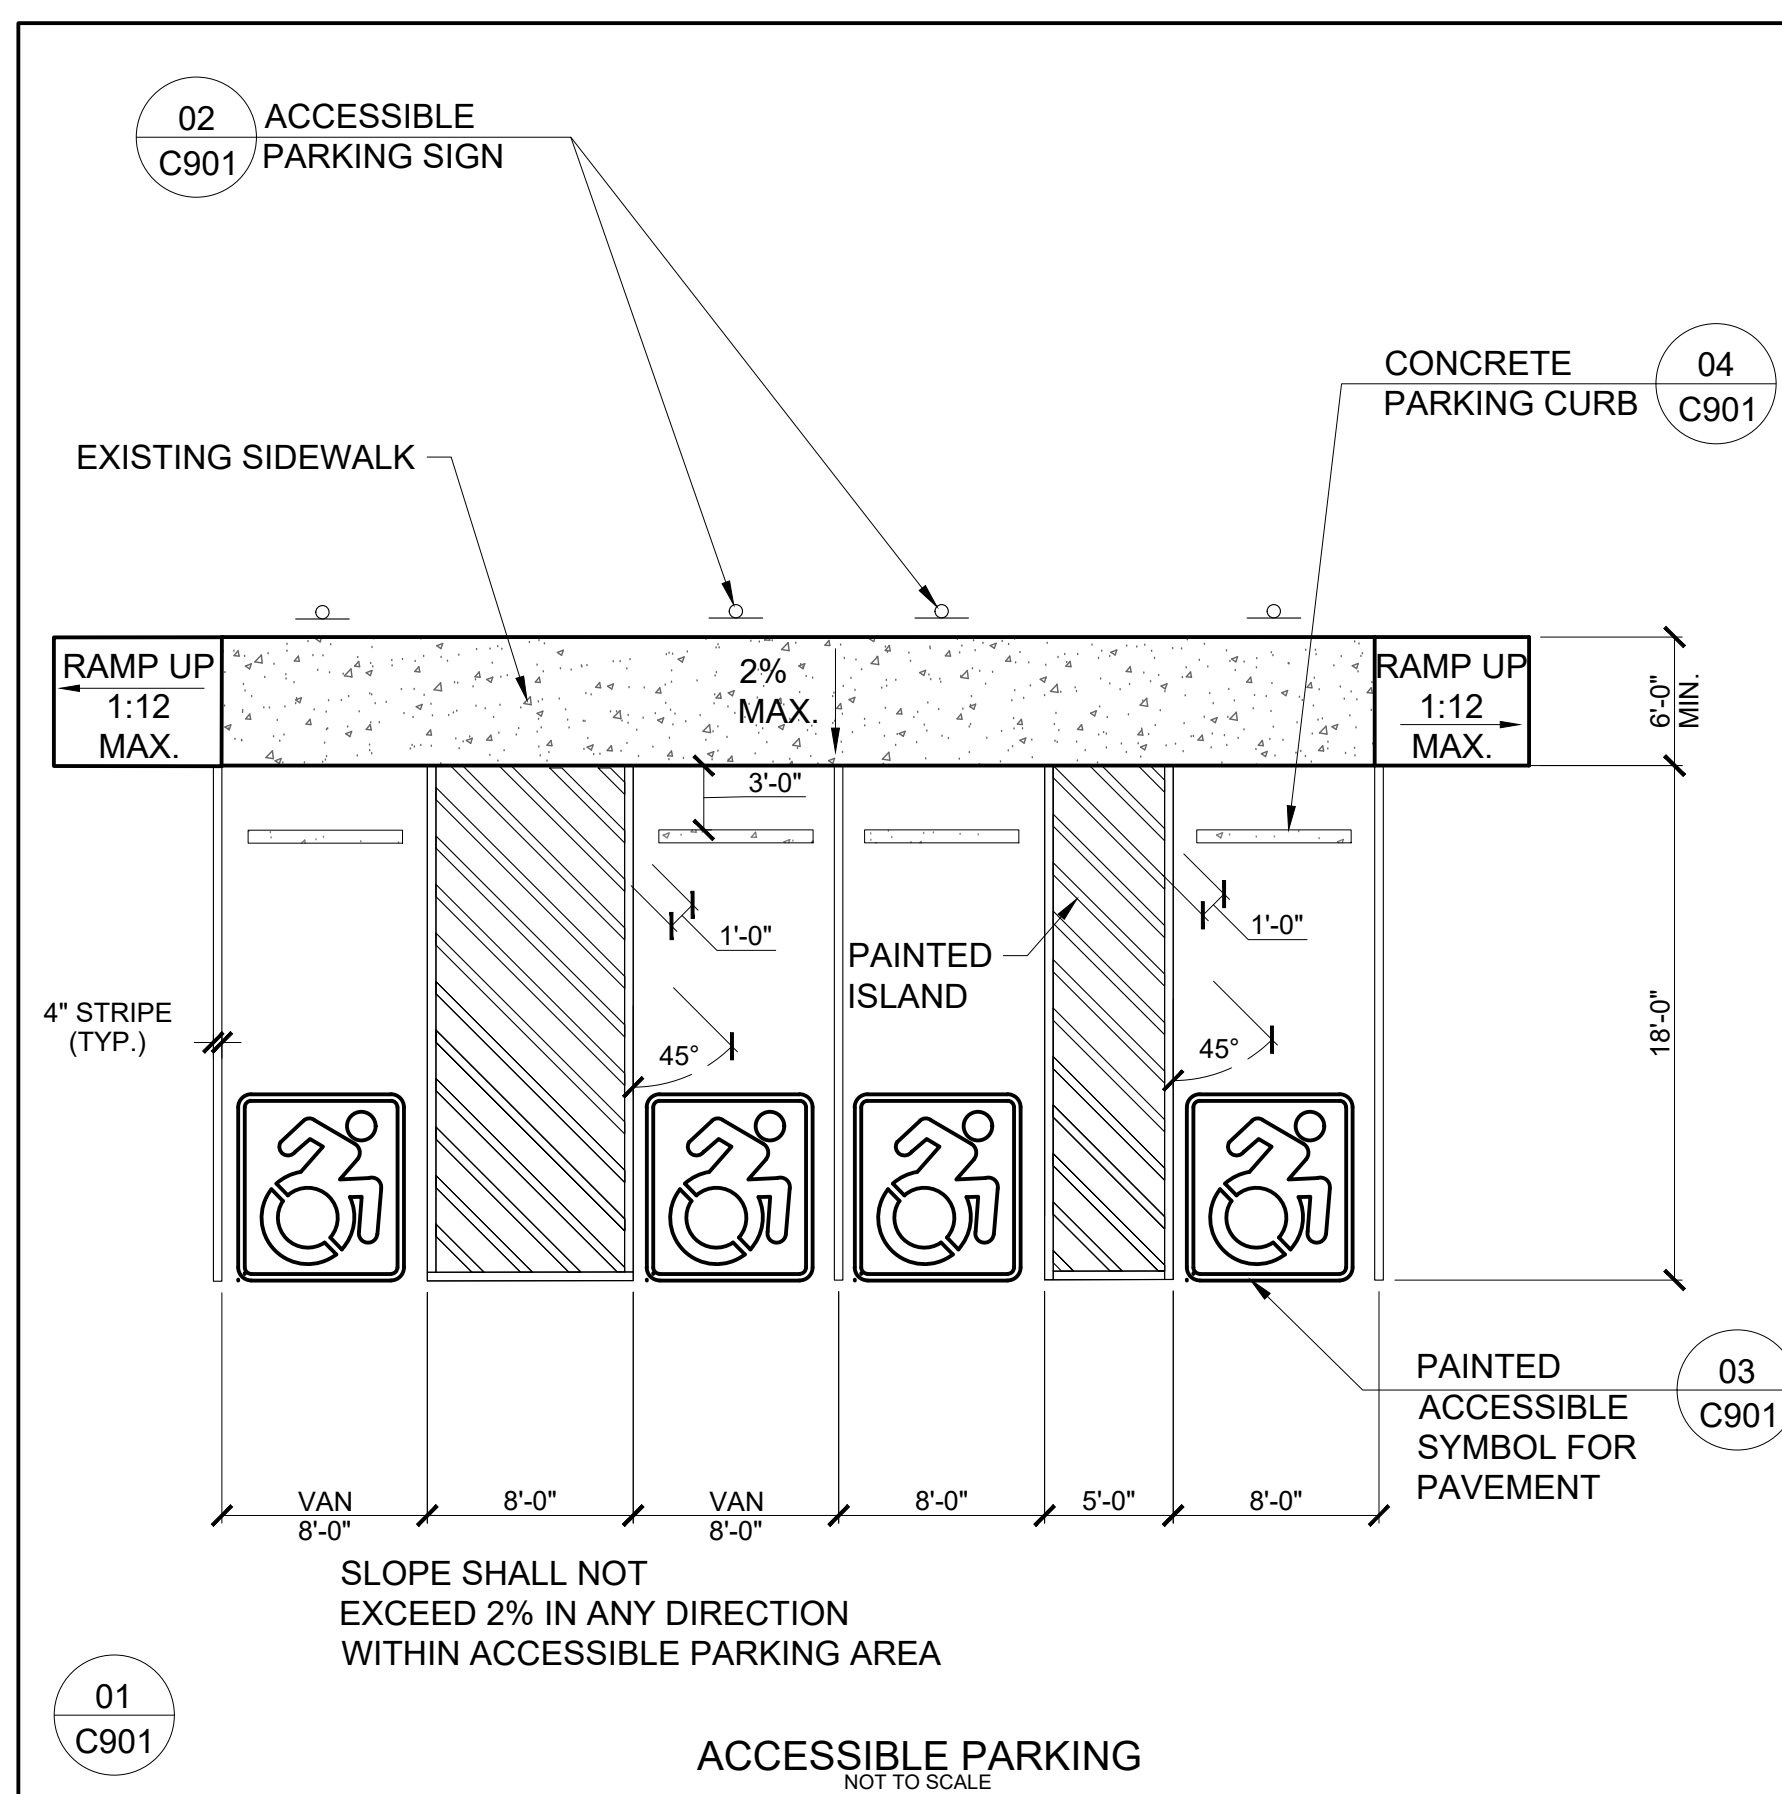 02
C901
ACCESSIBLE
PARKING SIGN
CONCRETE
PARKING CURB
04
C901
EXISTING SIDEWALK
RAMP UP
1:12
MAX.
2%
MAX.
RAMP UP
1:12
MAX.
6'-0"
MIN.
3'-0"
1'-0"
1'-0"
PAINTED
ISLAND
4" STRIPE
(TYP.)
45°
45°
18'-0"
PAINTED
ACCESSIBLE
SYMBOL FOR
PAVEMENT
03
C901
VAN
8'-0"
8'-0"
VAN
8'-0"
8'-0"
5'-0"
8'-0"
SLOPE SHALL NOT
EXCEED 2% IN ANY DIRECTION
WITHIN ACCESSIBLE PARKING AREA
01
C901
ACCESSIBLE PARKING
NOT TO SCALE